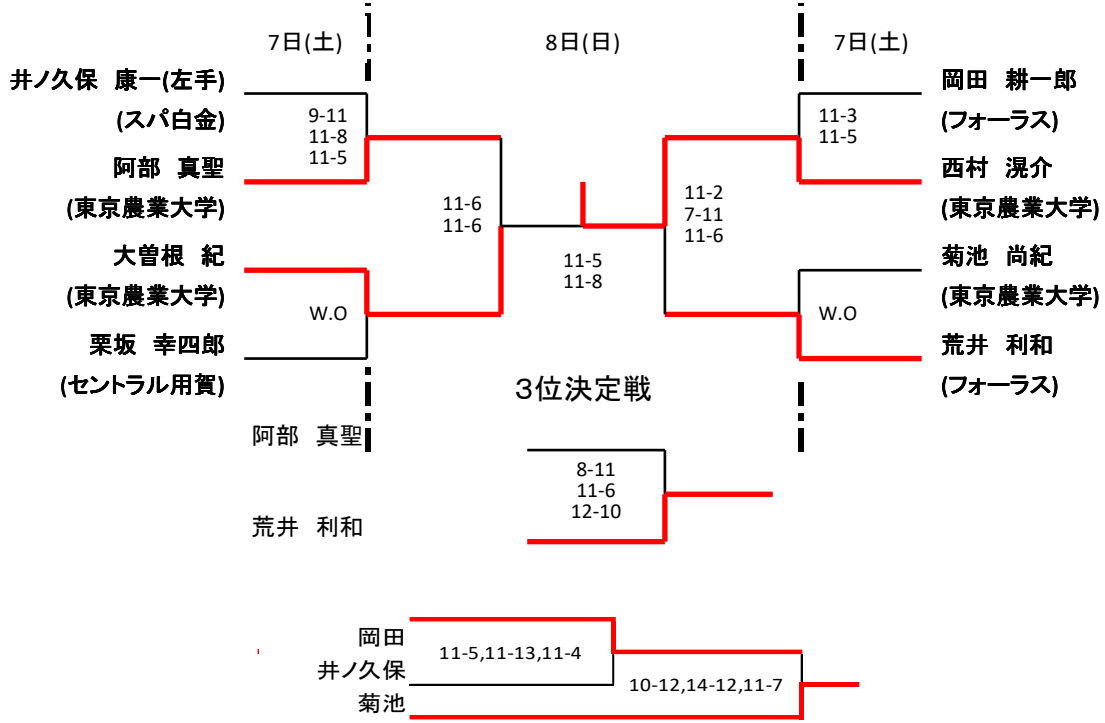 7日(土)
8日(日)
7日(土)
井ノ久保 康一(左手)
(スパ白金)
阿部 真聖
(東京農業大学)
大曽根 紀
(東京農業大学)
栗坂 幸四郎
(セントラル用賀)
9-11
11-8
11-5
W.O
11-6
11-6
11-5
11-8
11-2
7-11
11-6
11-3
11-5
W.O
岡田 耕一郎
(フォーラス)
西村 滉介
(東京農業大学)
菊池 尚紀
(東京農業大学)
荒井 利和
(フォーラス)
3位決定戦
阿部 真聖
荒井 利和
8-11
11-6
12-10
岡田
井ノ久保
菊池
11-5,11-13,11-4
10-12,14-12,11-7